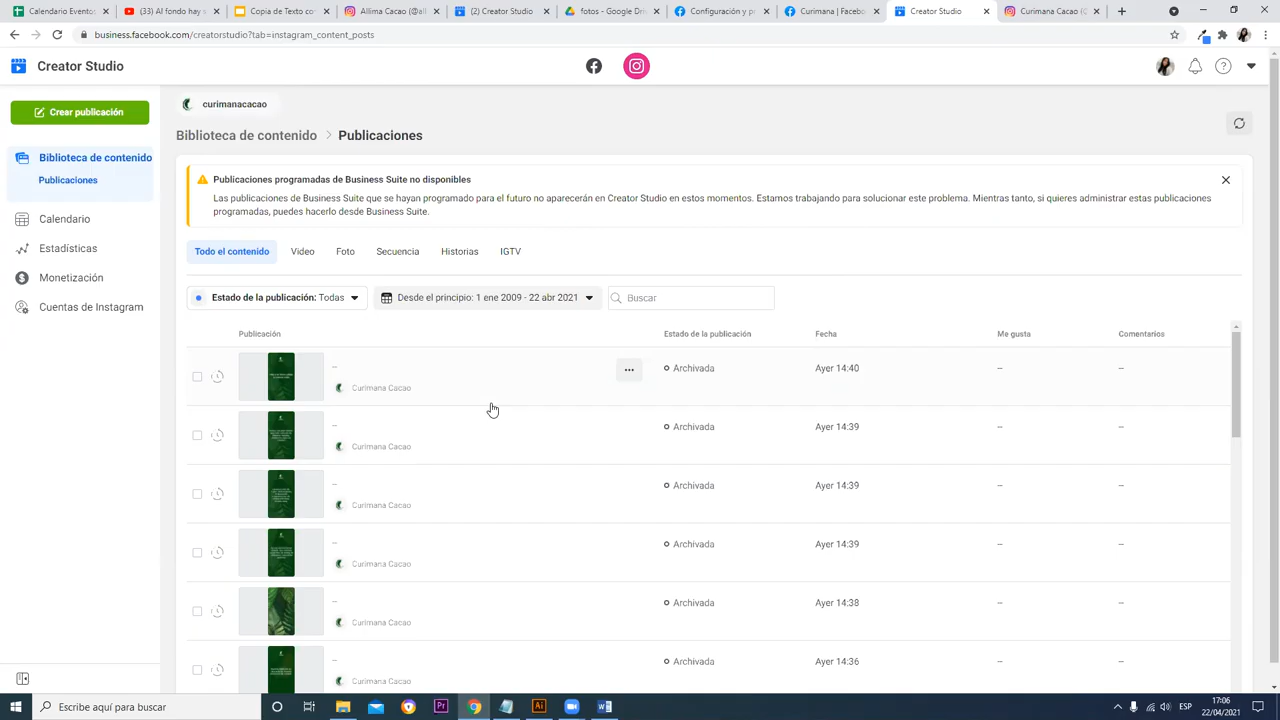 Calendario Eventos
(33) Al fondo hay s
Copia de Texto con
Allima Cacao (@all
(2) Creator Studio
fotos - Google Driv
Configuración y p
Curimana | Facebo
Creator Studio
Curimana Cacao (
business.facebook.com/creatorstudio?tab=instagram_content_posts
Creator Studio
Crear publicación
curimanacacao
Biblioteca de contenido > Publicaciones
Biblioteca de contenido
Publicaciones
Calendario
Estadísticas
Monetización
Cuentas de Instagram
Publicaciones programadas de Business Suite no disponibles
Las publicaciones de Business Suite que se hayan programado para el futuro no aparecerán en Creator Studio en estos momentos. Estamos trabajando para solucionar este problema. Mientras tanto, si quieres administrar estas publicaciones
programadas, puedes hacerlo desde Business Suite.
Todo el contenido Video Foto Secuencia Historias IGTV
Estado de la publicación: Todas Desde el principio: 1 ene 2009 - 22 abr 2021 Buscar
Publicación Estado de la publicación Fecha Me gusta Comentarios
-- Archivada Ayer 14:40 -- --
Curimana Cacao
-- Archivada Ayer 14:39 -- --
Curimana Cacao
-- Archivada Ayer 14:39 -- --
Curimana Cacao
-- Archivada Ayer 14:39 -- --
Curimana Cacao
-- Archivada Ayer 14:38 -- --
Curimana Cacao
-- Archivada Ayer 14:36 -- --
Curimana Cacao
Escribe aquí para buscar
ESP
17:06
22/04/2021